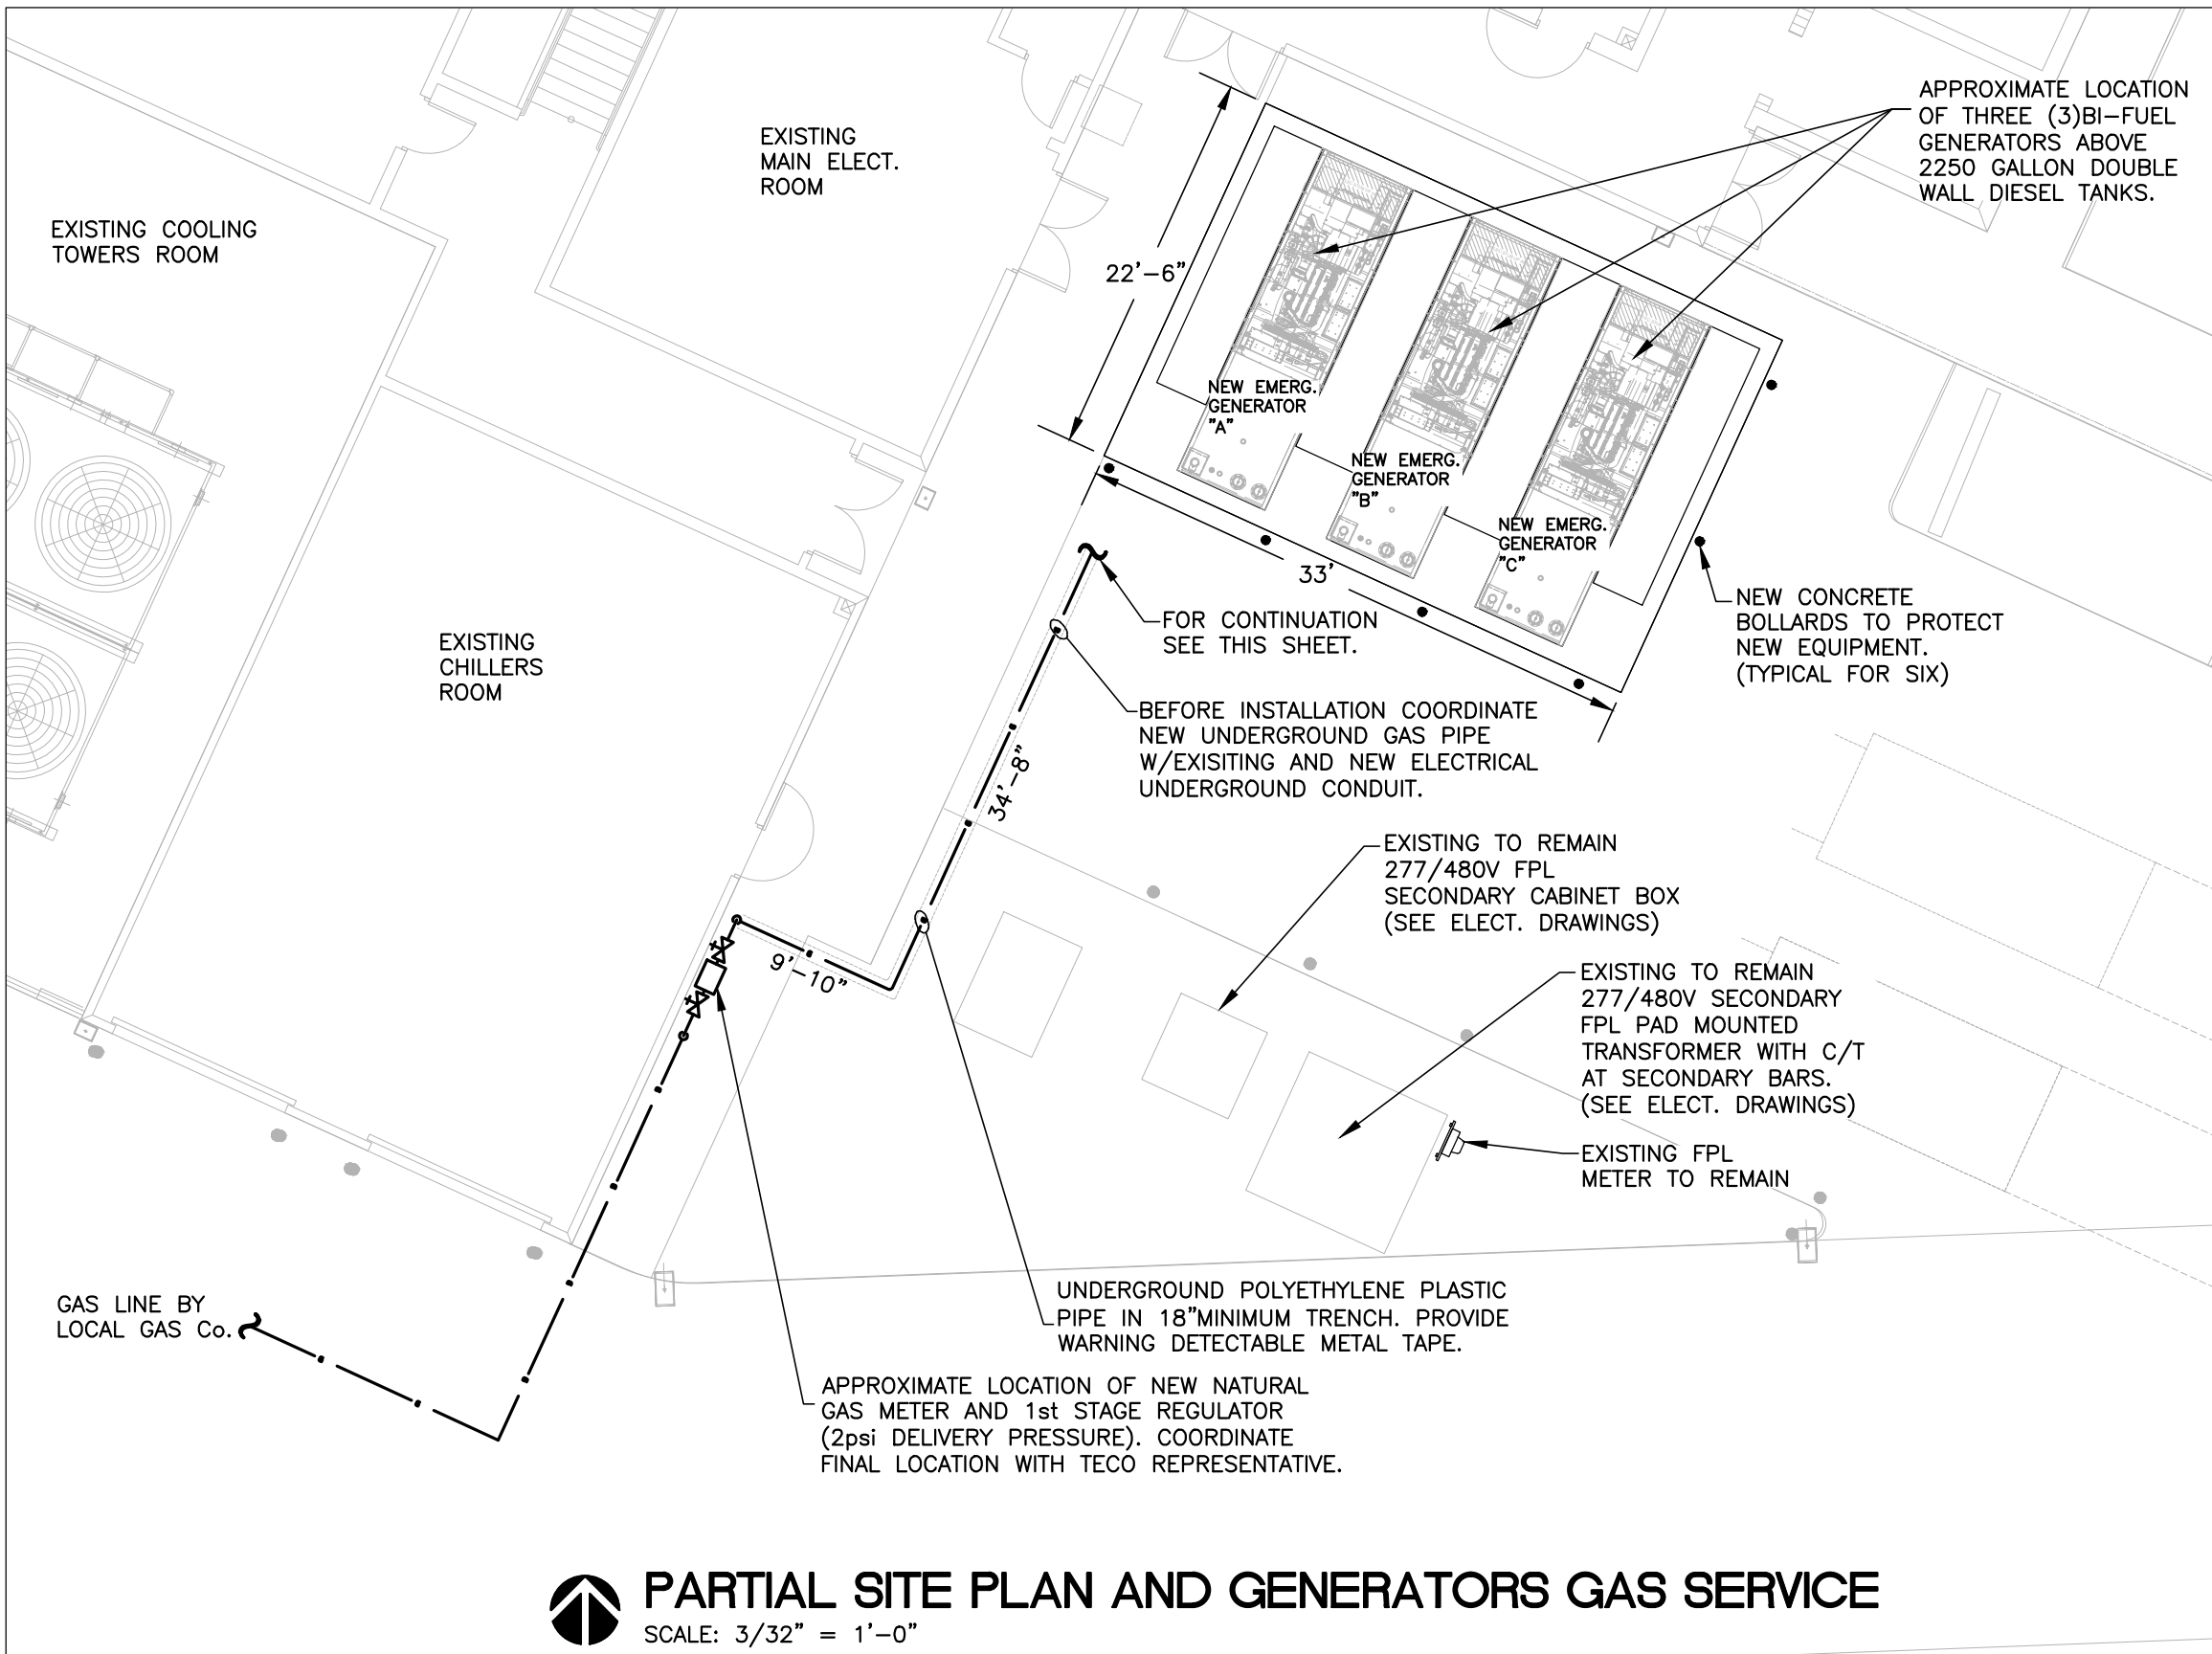 APPROXIMATE LOCATION
OF THREE (3)BI-FUEL
GENERATORS ABOVE
2250 GALLON DOUBLE
WALL DIESEL TANKS.
EXISTING
MAIN ELECT.
ROOM
EXISTING COOLING
TOWERS ROOM
22'-6"
NEW EMERG.
GENERATOR
"A"
NEW EMERG.
GENERATOR
"B"
NEW EMERG.
GENERATOR
"C"
33'
NEW CONCRETE
BOLLARDS TO PROTECT
NEW EQUIPMENT.
(TYPICAL FOR SIX)
FOR CONTINUATION
SEE THIS SHEET.
EXISTING
CHILLERS
ROOM
BEFORE INSTALLATION COORDINATE
NEW UNDERGROUND GAS PIPE
W/EXISITING AND NEW ELECTRICAL
UNDERGROUND CONDUIT.
34'-8"
EXISTING TO REMAIN
277/480V FPL
SECONDARY CABINET BOX
(SEE ELECT. DRAWINGS)
9'-10"
EXISTING TO REMAIN
277/480V SECONDARY
FPL PAD MOUNTED
TRANSFORMER WITH C/T
AT SECONDARY BARS.
(SEE ELECT. DRAWINGS)
EXISTING FPL
METER TO REMAIN
GAS LINE BY
LOCAL GAS Co.
UNDERGROUND POLYETHYLENE PLASTIC
PIPE IN 18"MINIMUM TRENCH. PROVIDE
WARNING DETECTABLE METAL TAPE.
APPROXIMATE LOCATION OF NEW NATURAL
GAS METER AND 1st STAGE REGULATOR
(2psi DELIVERY PRESSURE). COORDINATE
FINAL LOCATION WITH TECO REPRESENTATIVE.
PARTIAL SITE PLAN AND GENERATORS GAS SERVICE
SCALE: 3/32" = 1'-0"